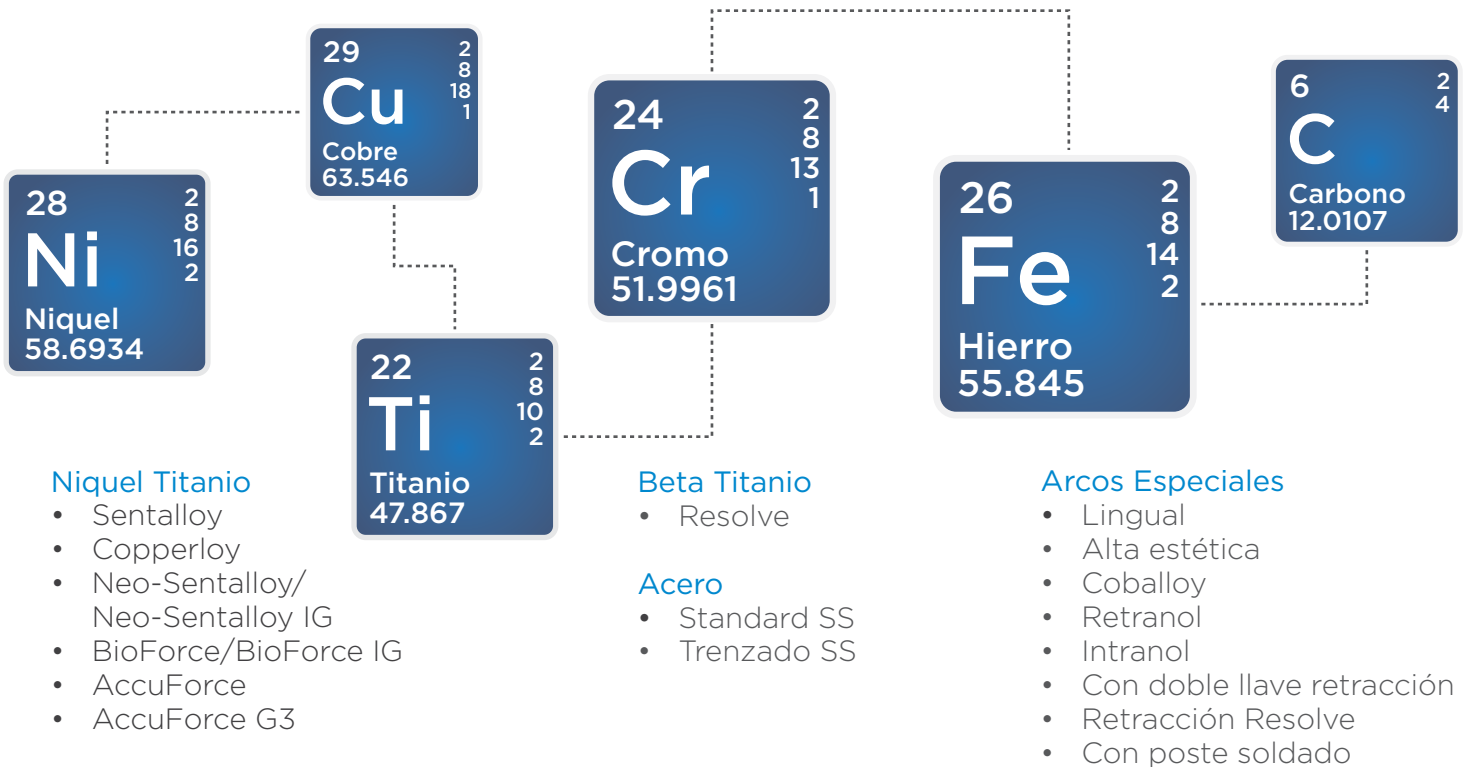 28
2
8
16
2
Ni
Niquel
58.6934
29
2
8
18
1
Cu
Cobre
63.546
22
2
8
10
2
Ti
Titanio
47.867
24
2
8
13
1
Cr
Cromo
51.9961
26
2
8
14
2
Fe
Hierro
55.845
6
2
4
C
Carbono
12.0107
Niquel Titanio
• Sentalloy
• Copperloy
• Neo-Sentalloy/
Neo-Sentalloy IG
• BioForce/BioForce IG
• AccuForce
• AccuForce G3
Beta Titanio
• Resolve
Acero
• Standard SS
• Trenzado SS
Arcos Especiales
• Lingual
• Alta estética
• Coballoy
• Retranol
• Intranol
• Con doble llave retracción
• Retracción Resolve
• Con poste soldado